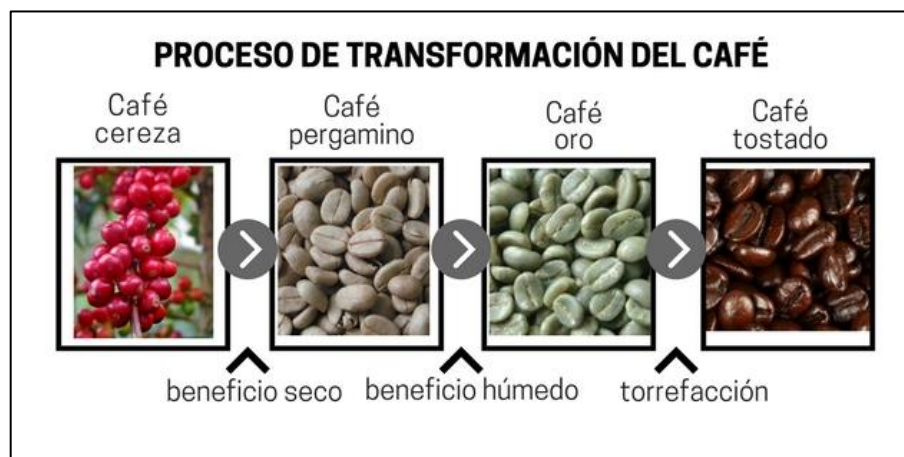 PROCESO DE TRANSFORMACIÓN DEL CAFÉ
Café
cereza
Café
pergamino
Café
oro
Café
tostado
beneficio seco
beneficio húmedo
torrefacción